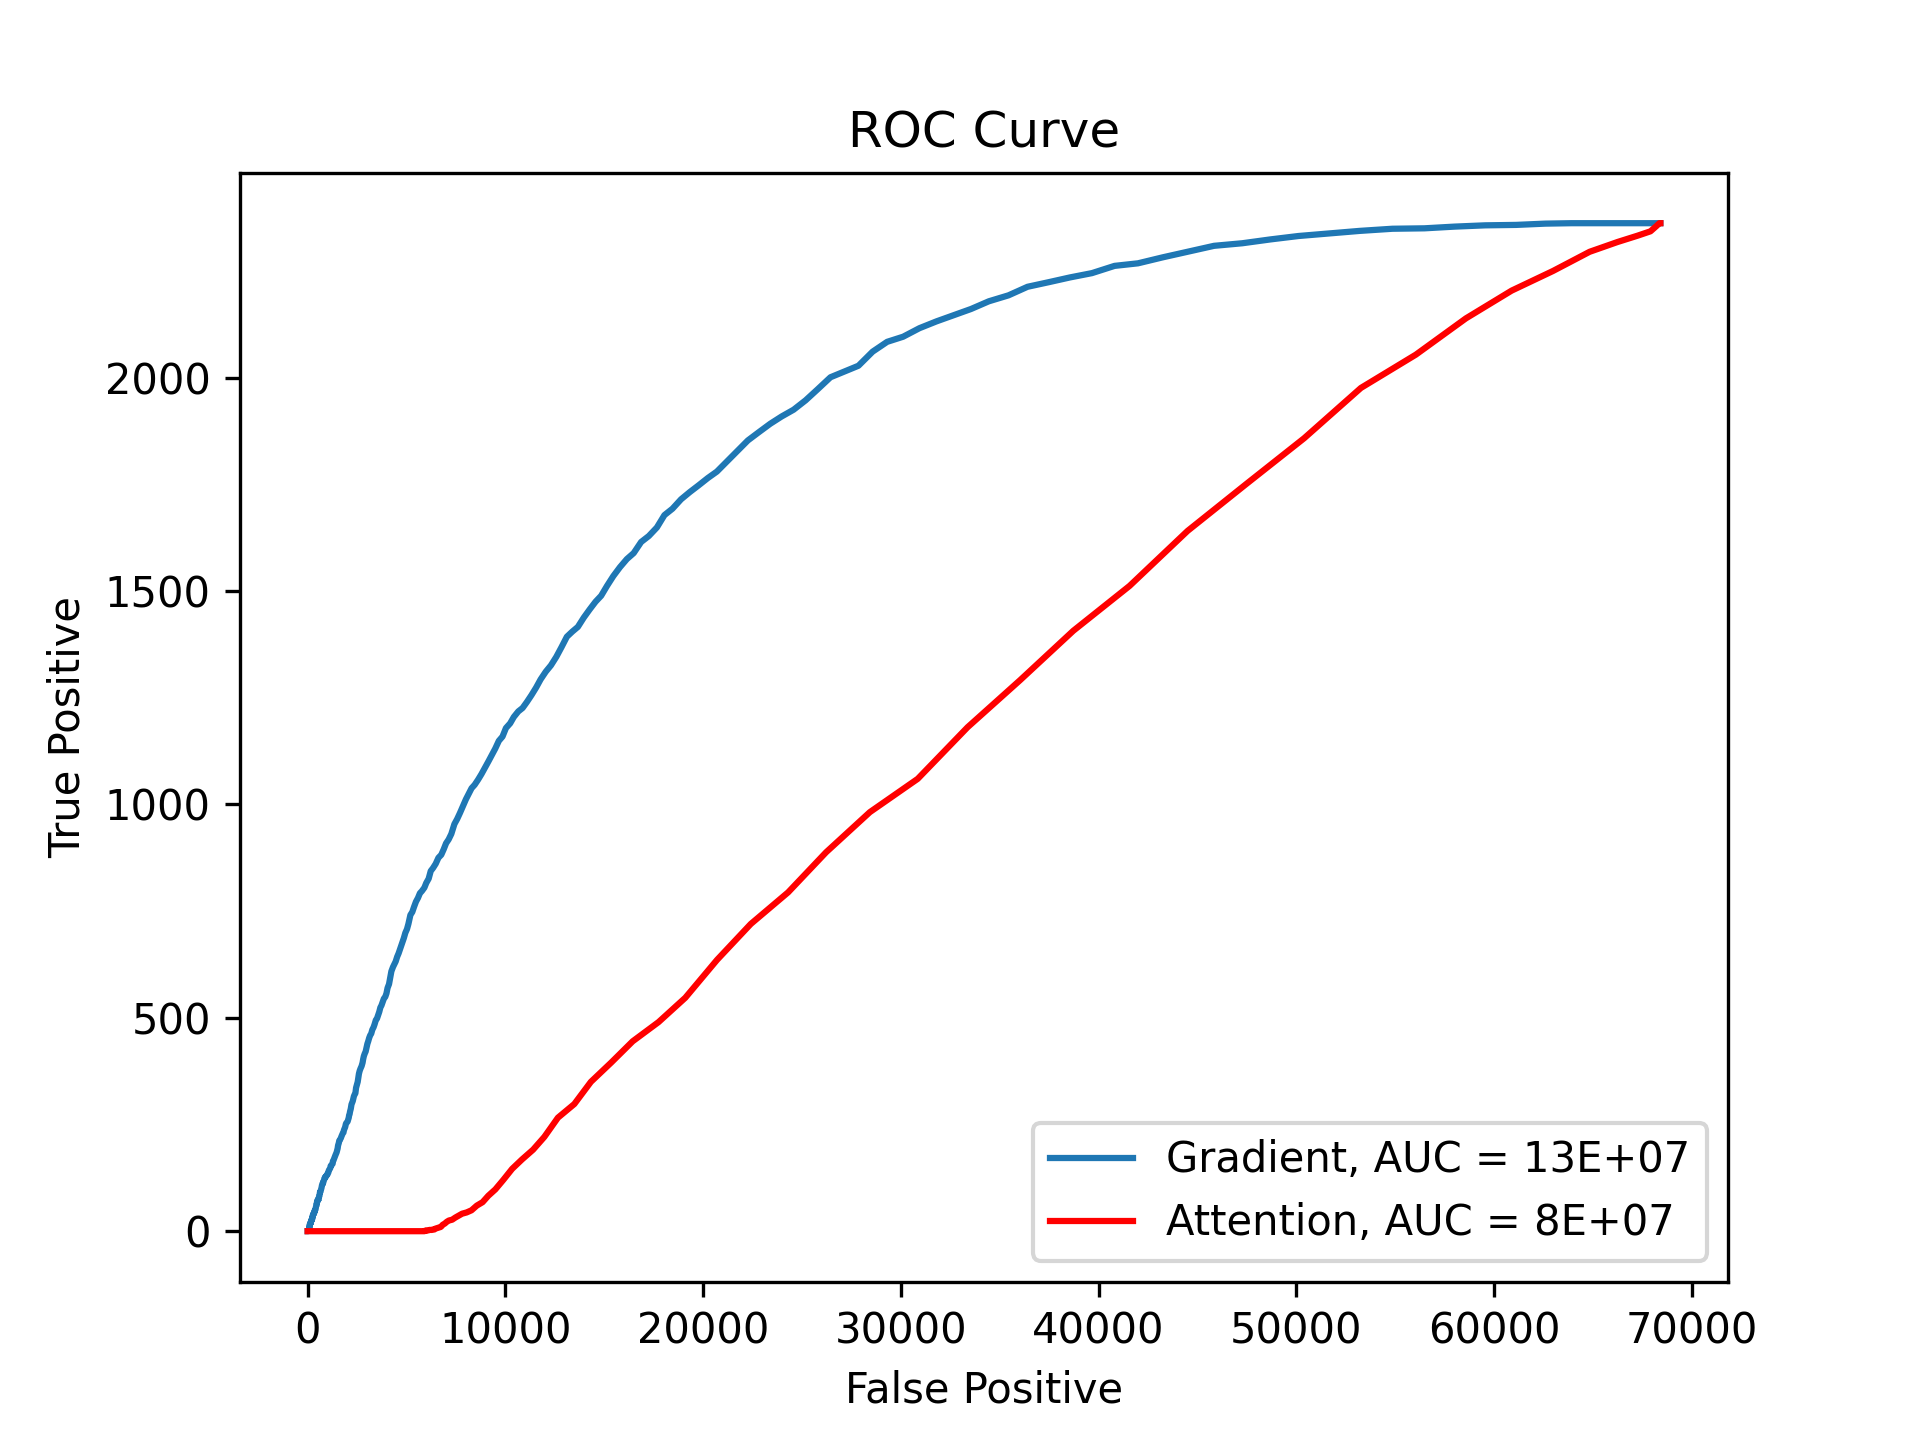 ROC Curve
True Positive
2000
1500
1000
500
0
Gradient, AUC = 13E+07
Attention, AUC = 8E+07
0 10000 20000 30000 40000 50000 60000 70000
False Positive